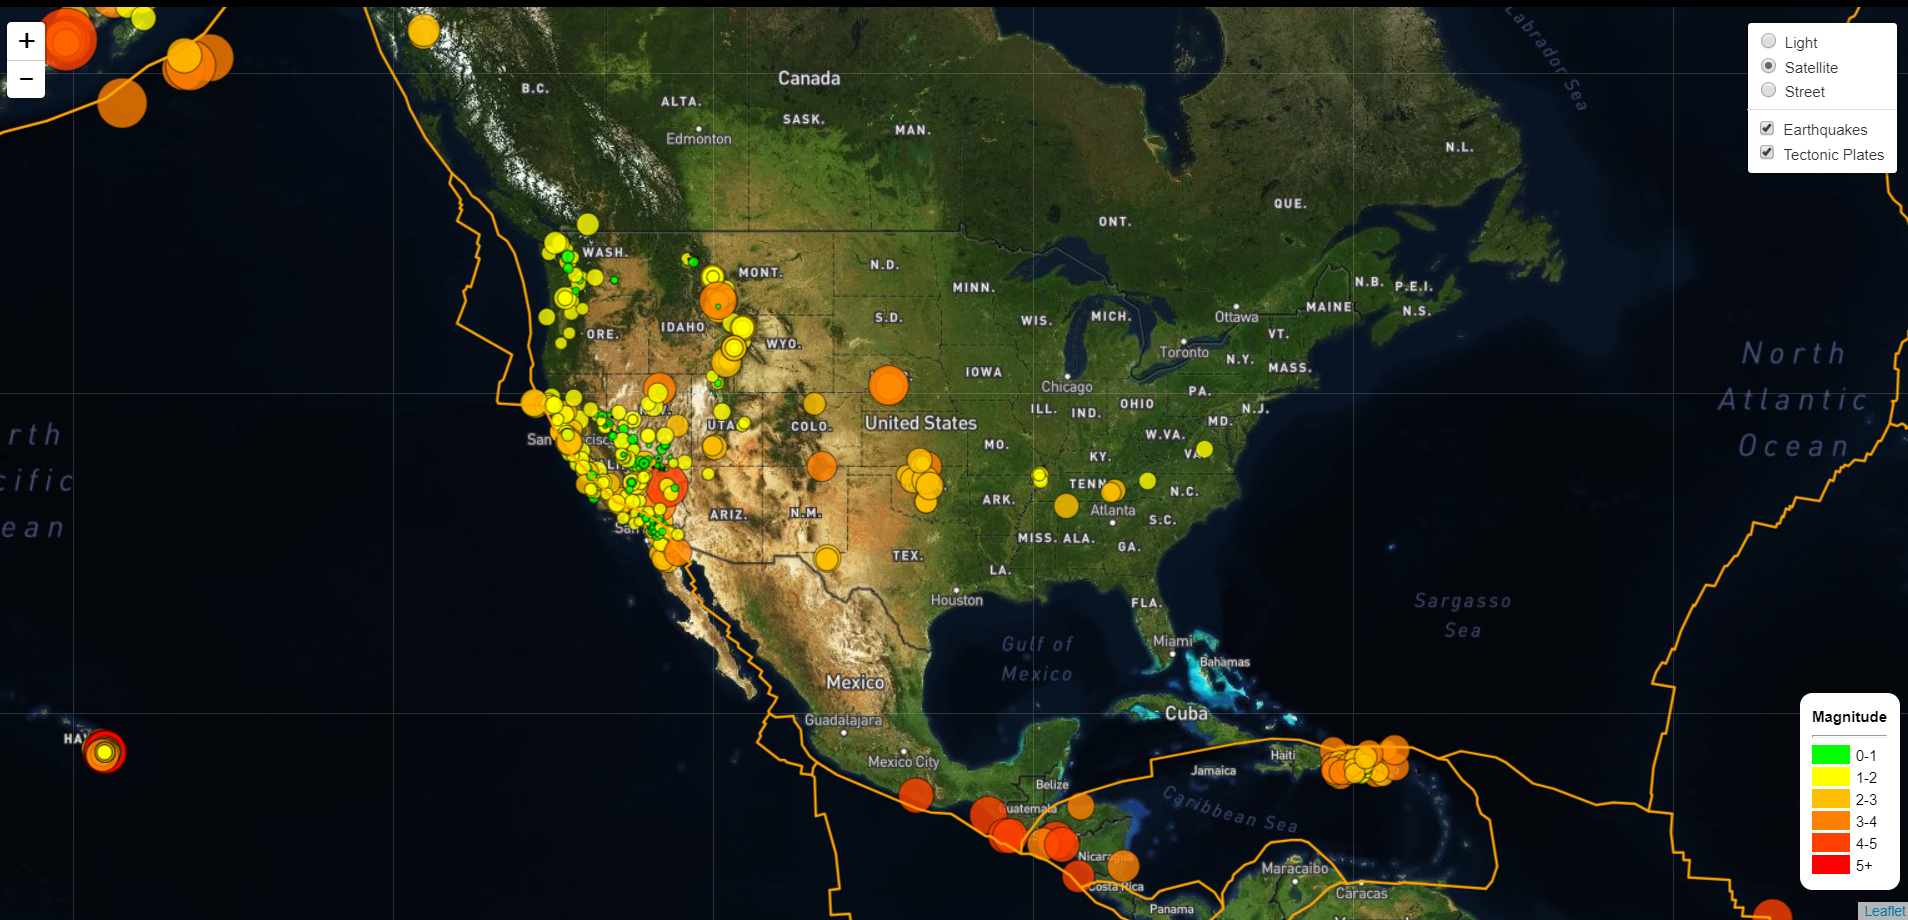 +
−
Light
Satellite
Street
Earthquakes
Tectonic Plates
Labrador Sea
Canada
B.C.
ALTA.
SASK.
MAN.
Edmonton
N.L.
QUE.
ONT.
WASH.
MONT.
N.D.
MINN.
N.B.
P.E.I.
MAINE
N.S.
Ottawa
IDAHO
ORE.
S.D.
WIS.
MICH.
VT.
WYO.
Toronto
N.Y.
MASS.
North
Atlantic
Ocean
IOWA
Chicago
PA.
OHIO
ILL.
IND.
N.J.
United States
COLO.
UTA
MD.
W.VA.
MO.
KY.
VA
San
cisc
rth
cific
ean
TENN
N.C.
ARK.
Atlanta
S.C.
ARIZ.
N.M.
San
MISS.
ALA.
GA.
TEX.
LA.
Houston
FLA.
Sargasso
Sea
Gulf of
Mexico
Miami
Bahamas
Mexico
Guadalajara
Cuba
HA
Mexico City
Haiti
Jamaica
Belize
Guatemala
Caribbean Sea
Nicaragua
Costa Rica
Panama
Maracaibo
Caracas
Magnitude
0-1
1-2
2-3
3-4
4-5
5+
Leaflet